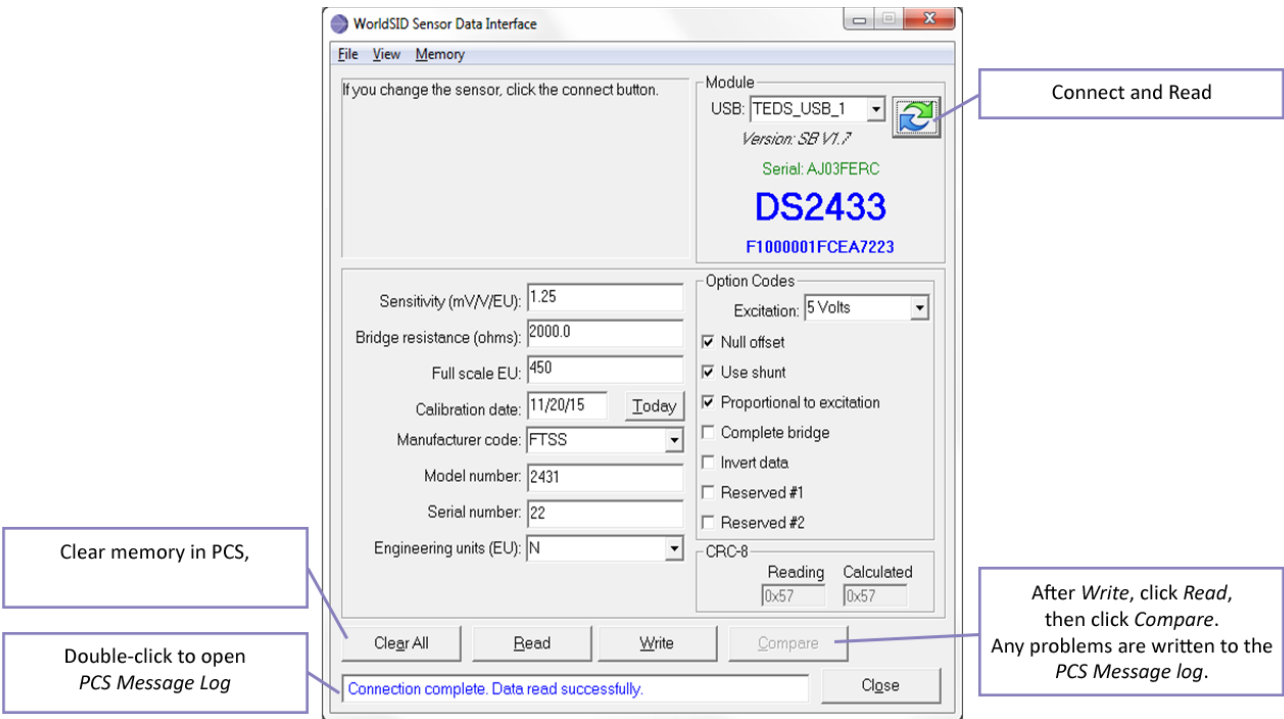 WorldSID Sensor Data Interface
File View Memory
If you change the sensor, click the connect button.
Module
USB: TEDS_USB_1
Version: SB V1.7
Serial: AJ03FERC
DS2433
F1000001FCEA7223
Connect and Read
Sensitivity (mV/V/EU): 1.25
Bridge resistance (ohms): 2000.0
Full scale EU: 450
Calibration date: 11/20/15 Today
Manufacturer code: FTSS
Model number: 2431
Serial number: 22
Engineering units (EU): N
Option Codes
Excitation: 5 Volts
Null offset
Use shunt
Proportional to excitation
Complete bridge
Invert data
Reserved #1
Reserved #2
CRC-8
Reading Calculated
0x57 0x57
Clear All Read Write Compare
Connection complete. Data read successfully. Close
Clear memory in PCS,
Double-click to open
PCS Message Log
After Write, click Read,
then click Compare.
Any problems are written to the
PCS Message log.